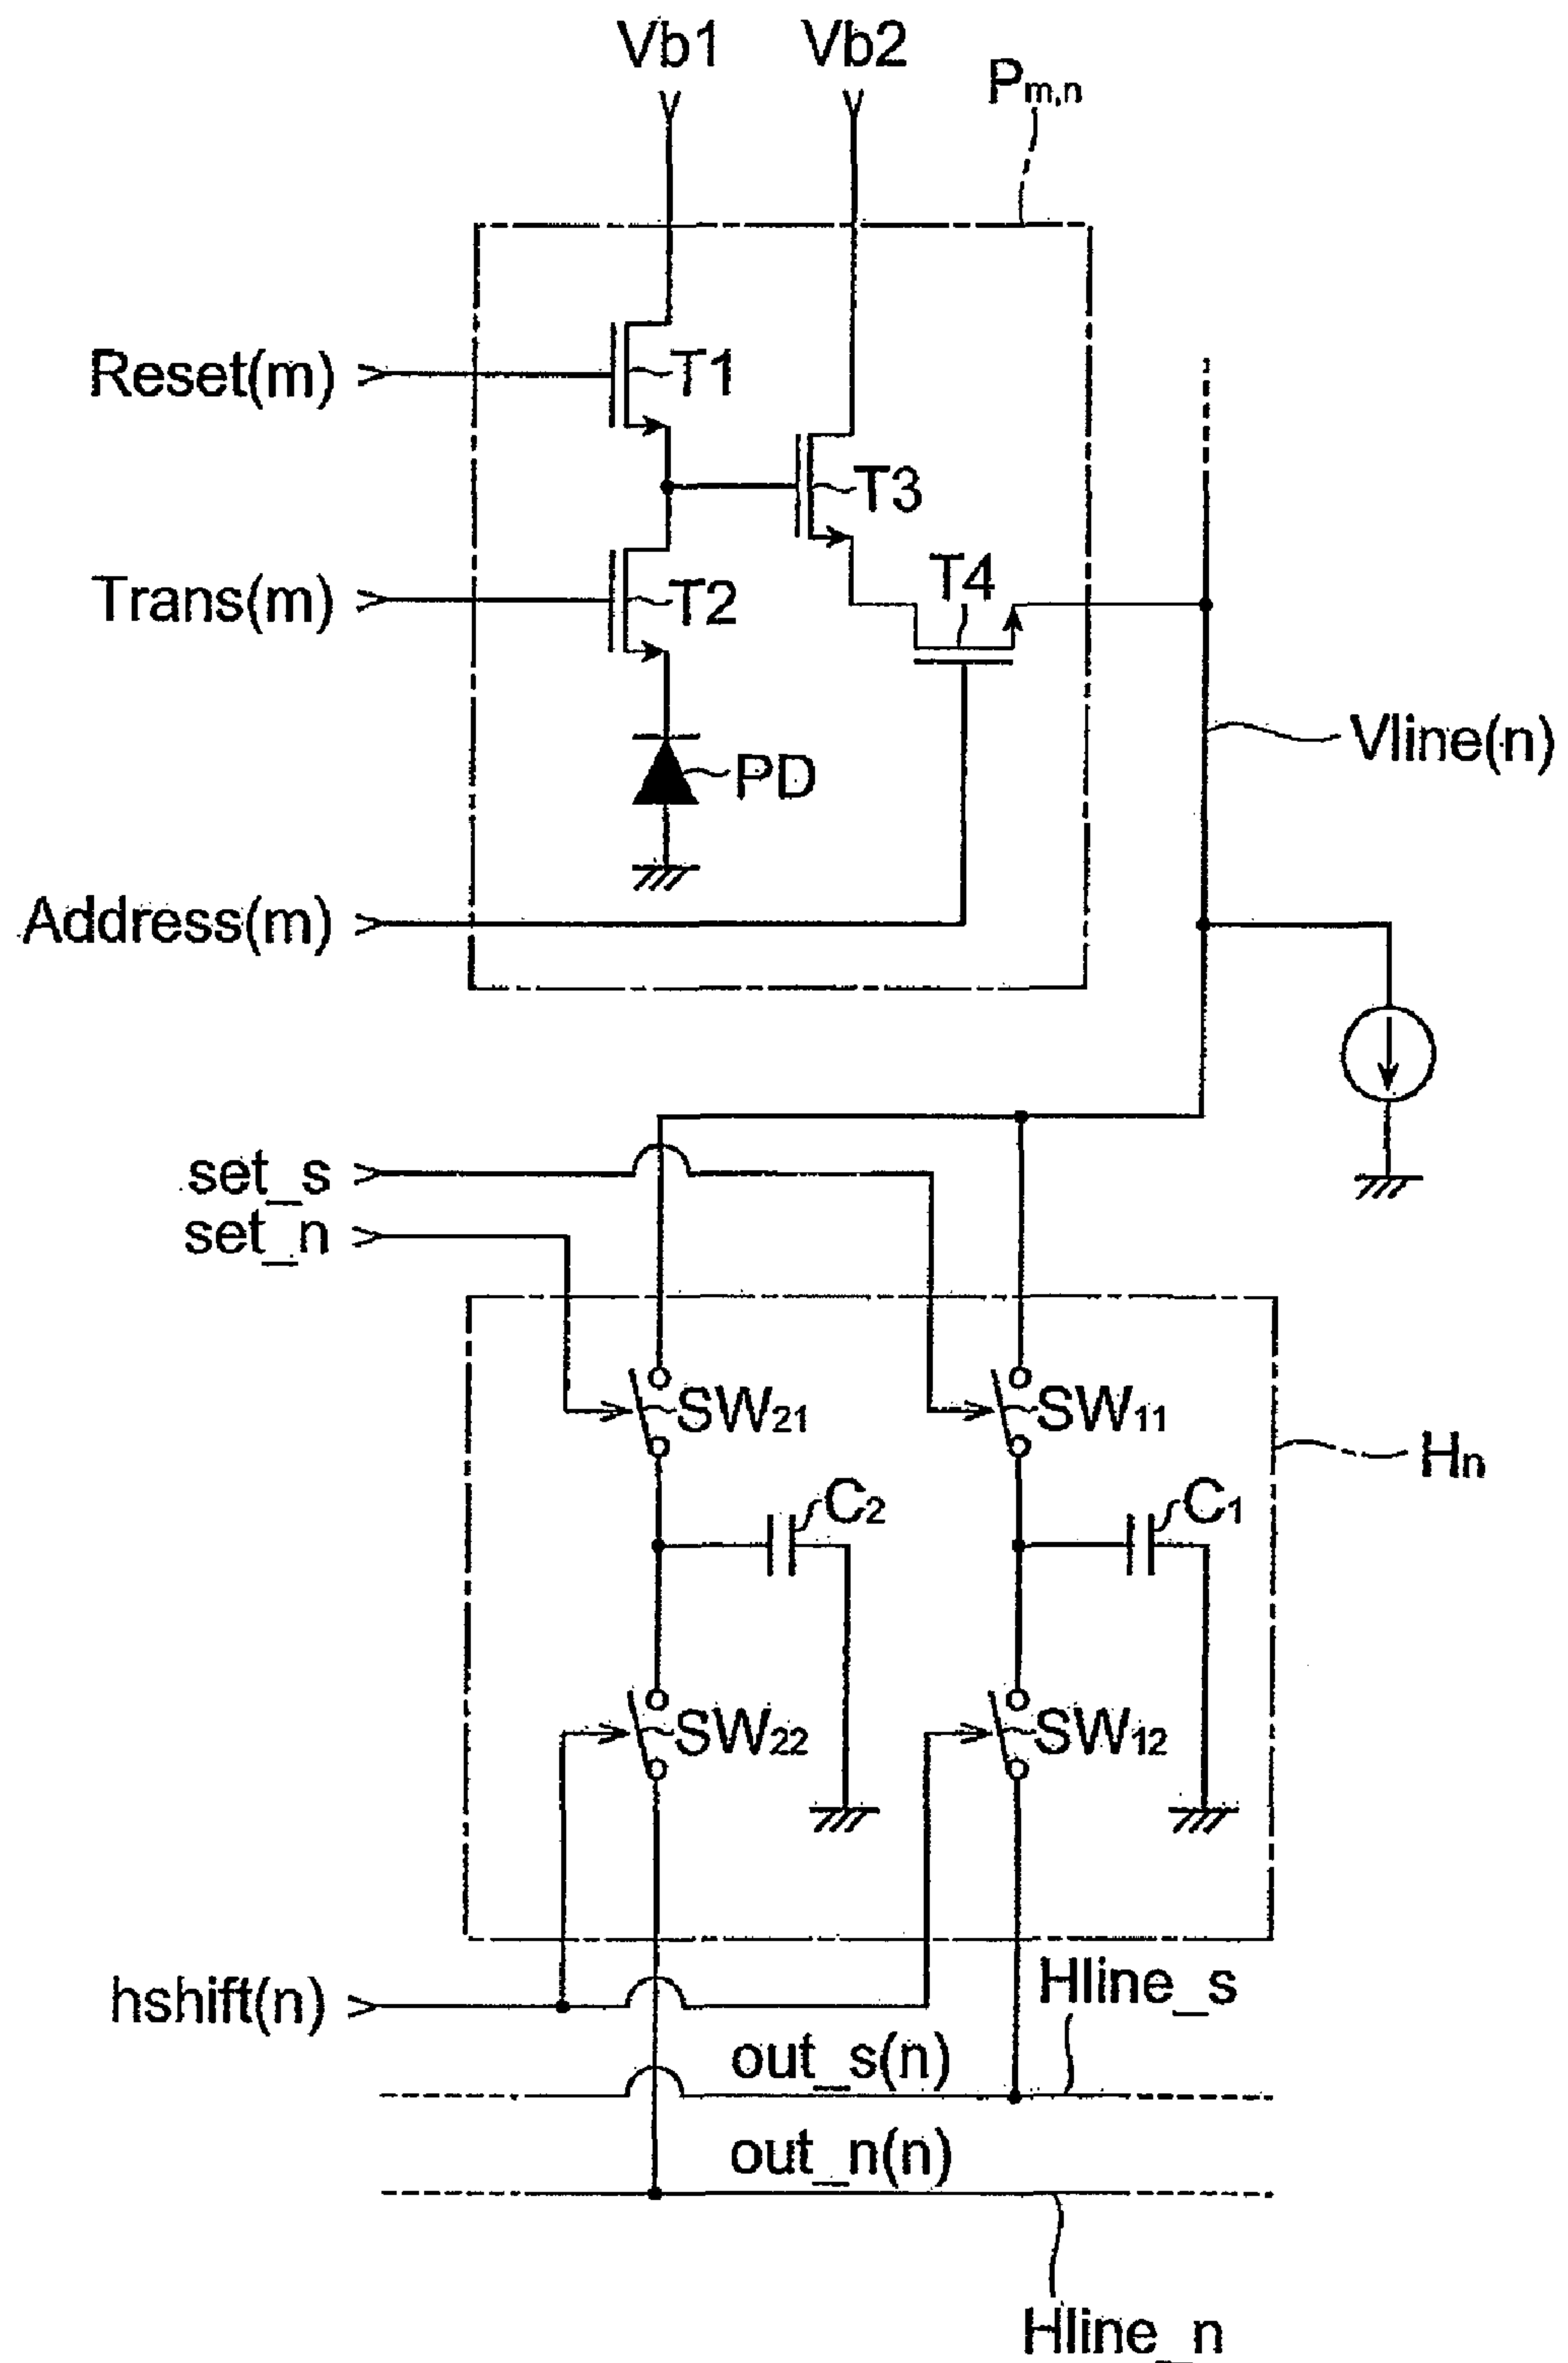 Vb1 Vb2
Pm,n
Reset(m)
T1
T3
Trans(m)
T2
T4
PD
Vline(n)
Address(m)
set_s
set_n
SW21
SW11
Hn
C2
C1
SW22
SW12
hshift(n)
Hline_s
out_s(n)
out_n(n)
Hline_n